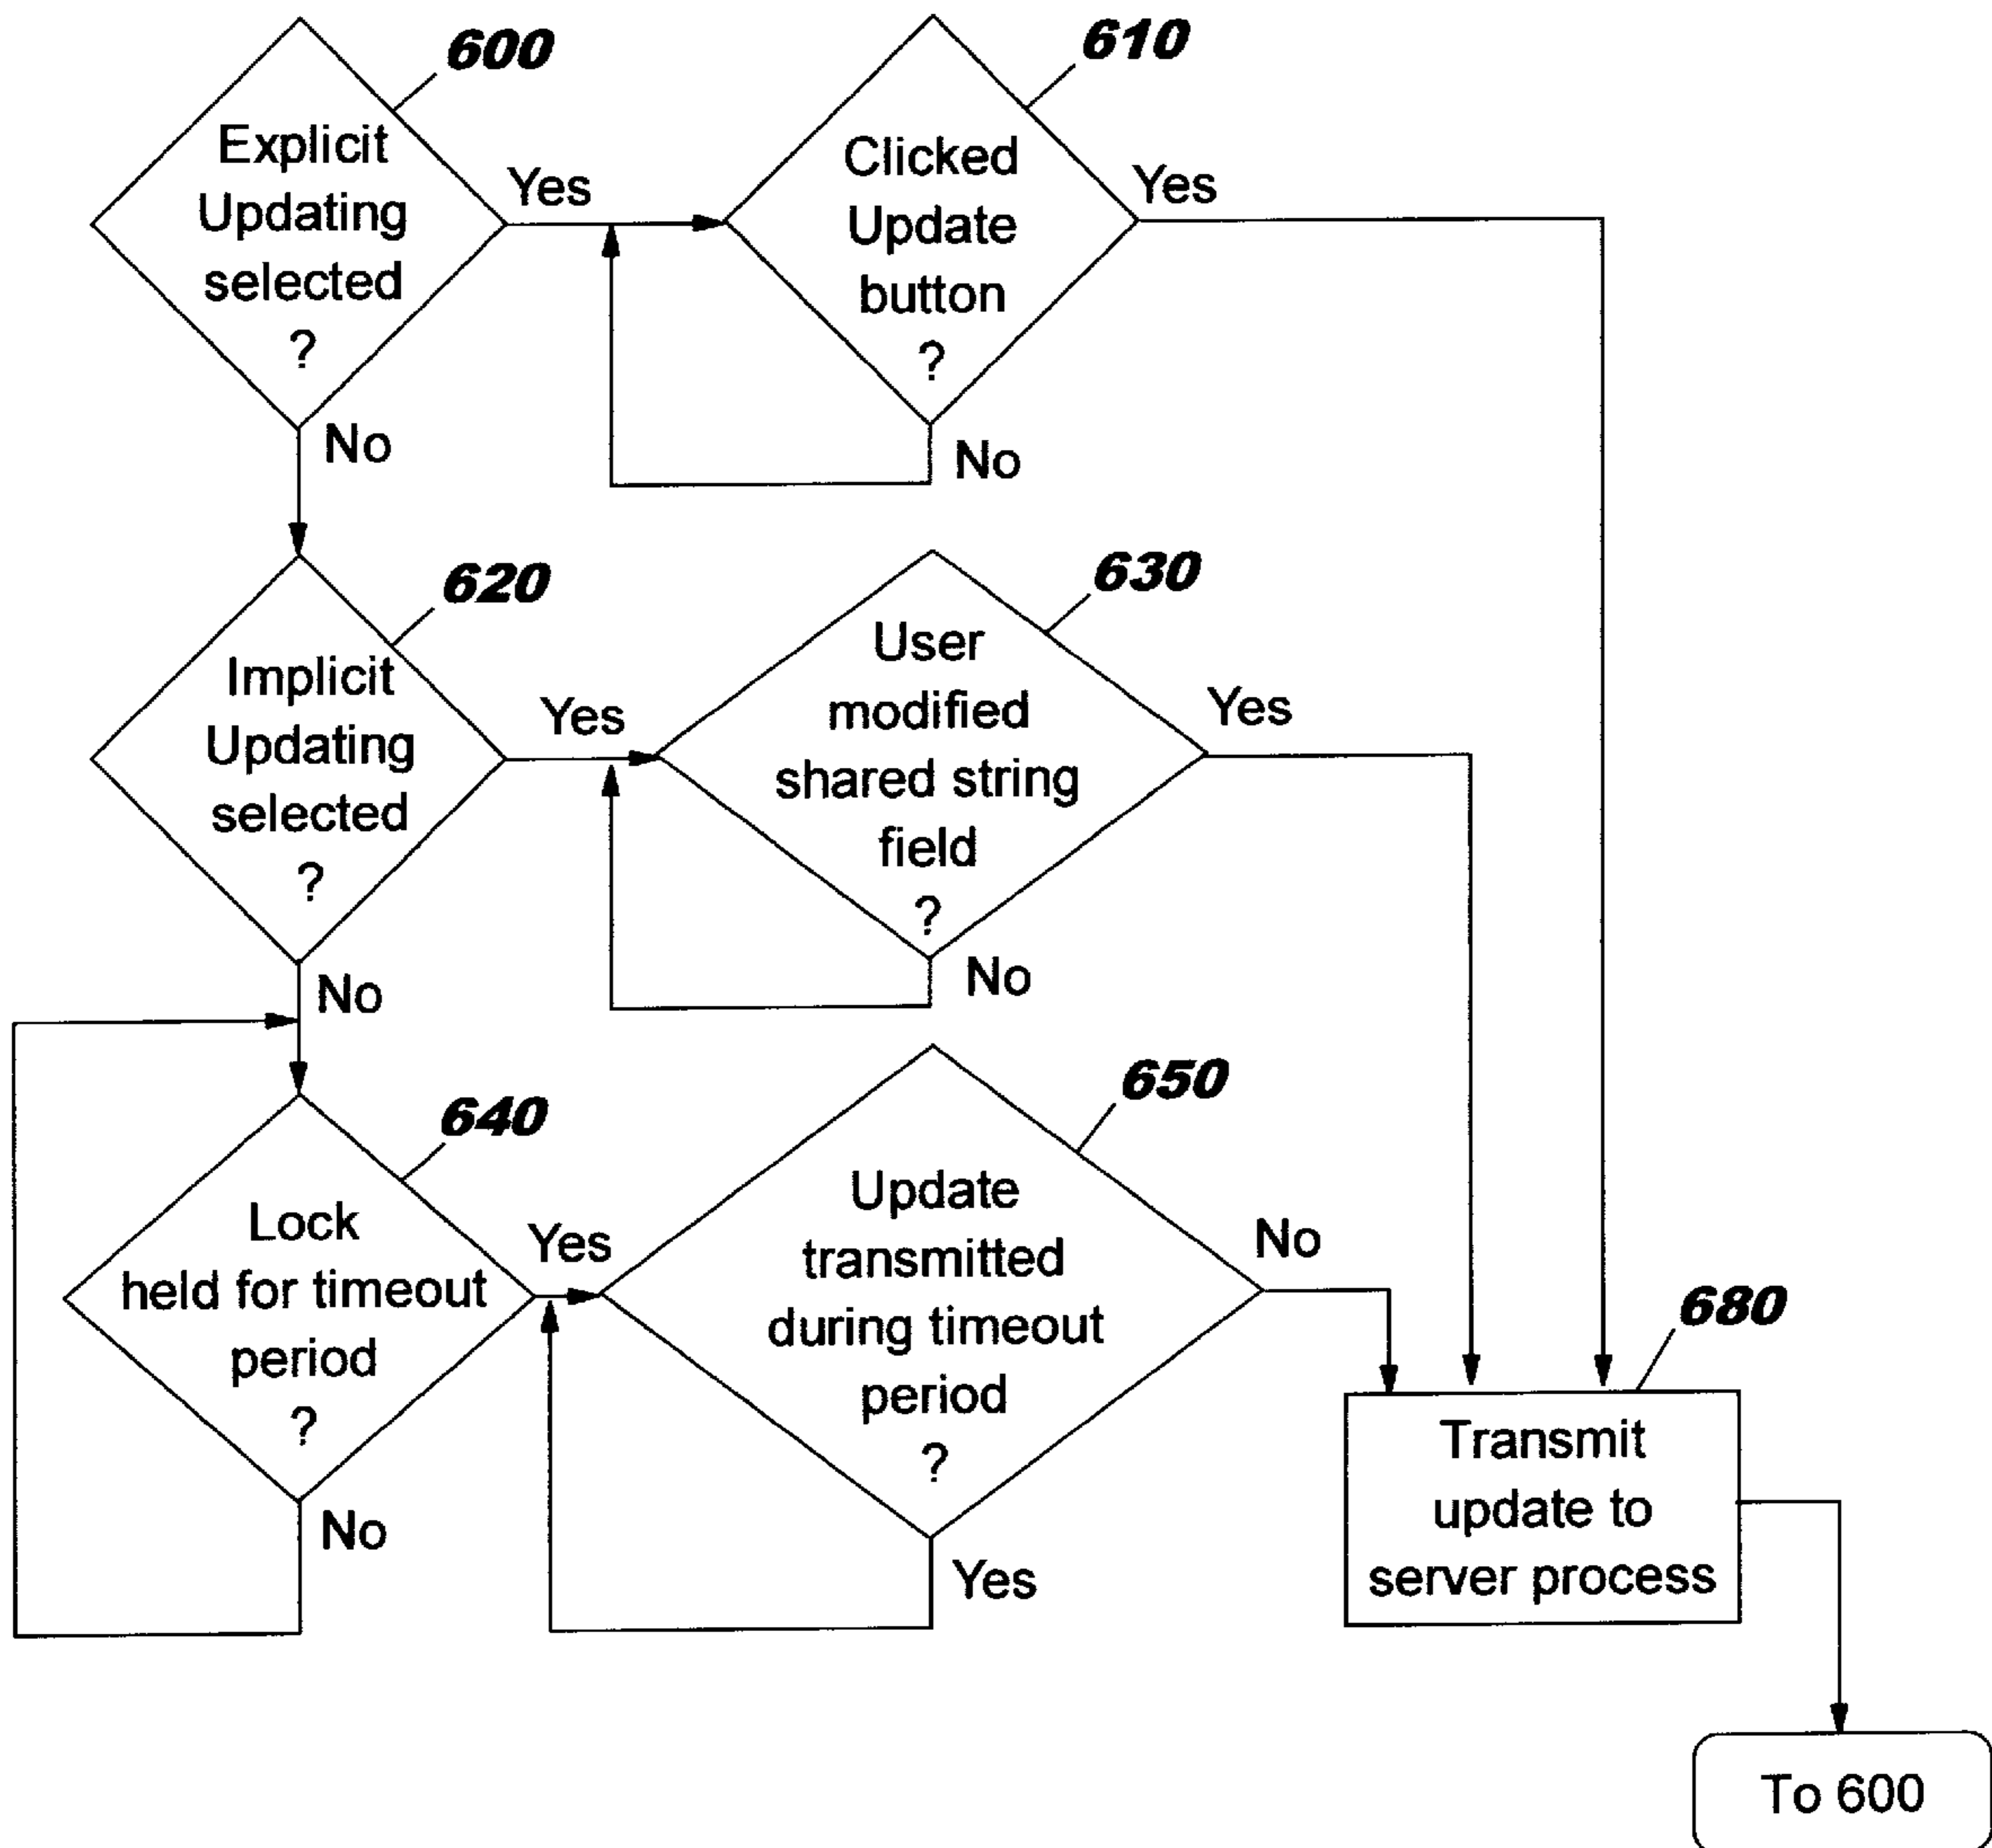 600
Explicit
Updating
selected
?
Yes
No
610
Clicked
Update
button
?
Yes
No
620
Implicit
Updating
selected
?
Yes
No
630
User
modified
shared string
field
?
Yes
No
640
Lock
held for timeout
period
?
Yes
No
650
Update
transmitted
during timeout
period
?
No
Yes
680
Transmit
update to
server process
To 600